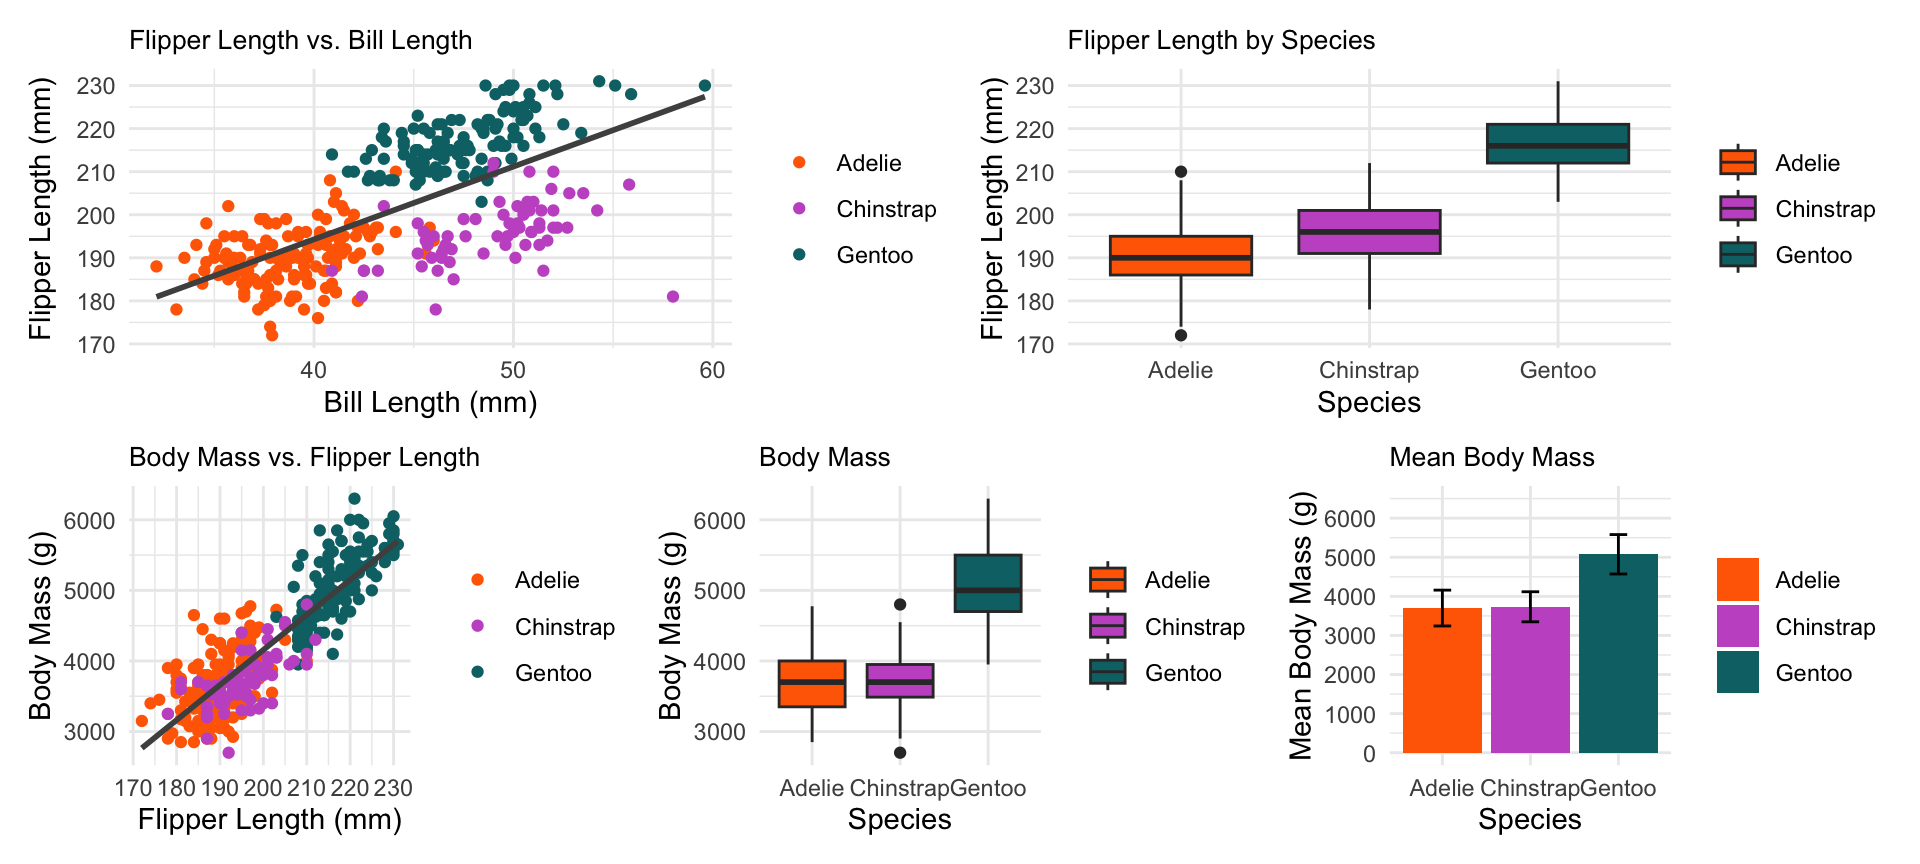 Flipper Length vs. Bill Length
Flipper Length (mm)
230
220
210
200
190
180
170
40 50 60
Bill Length (mm)
Adelie
Chinstrap
Gentoo
Flipper Length by Species
Flipper Length (mm)
230
220
210
200
190
180
170
Adelie Chinstrap Gentoo
Species
Adelie
Chinstrap
Gentoo
Body Mass vs. Flipper Length
Body Mass (g)
6000
5000
4000
3000
170 180 190 200 210 220 230
Flipper Length (mm)
Adelie
Chinstrap
Gentoo
Body Mass
Body Mass (g)
6000
5000
4000
3000
Adelie Chinstrap Gentoo
Species
Adelie
Chinstrap
Gentoo
Mean Body Mass
Mean Body Mass (g)
6000
5000
4000
3000
2000
1000
0
Adelie Chinstrap Gentoo
Species
Adelie
Chinstrap
Gentoo